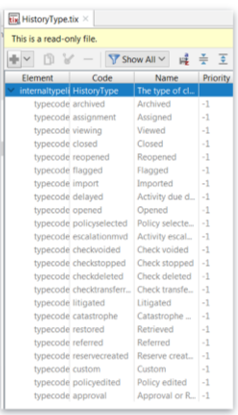 HistoryType.tix
This is a read-only file.
Show All
Element Code Name Priority
internaltypeli HistoryType The type of cl...
typecode archived Archived -1
typecode assignment Assigned -1
typecode viewing Viewed -1
typecode closed Closed -1
typecode reopened Reopened -1
typecode flagged Flagged -1
typecode import Imported -1
typecode delayed Activity due d... -1
typecode opened Opened -1
typecode policyselected Policy selecte... -1
typecode escalationmvd Activity escal... -1
typecode checkvoided Check voided -1
typecode checkstopped Check stopped -1
typecode checkdeleted Check deleted -1
typecode checktransferr... Check transfe... -1
typecode litigated Litigated -1
typecode catastrophe Catastrophe ... -1
typecode restored Retrieved -1
typecode referred Referred -1
typecode reservecreated Reserve creat... -1
typecode custom Custom -1
typecode policyedited Policy edited -1
typecode approval Approval or R... -1